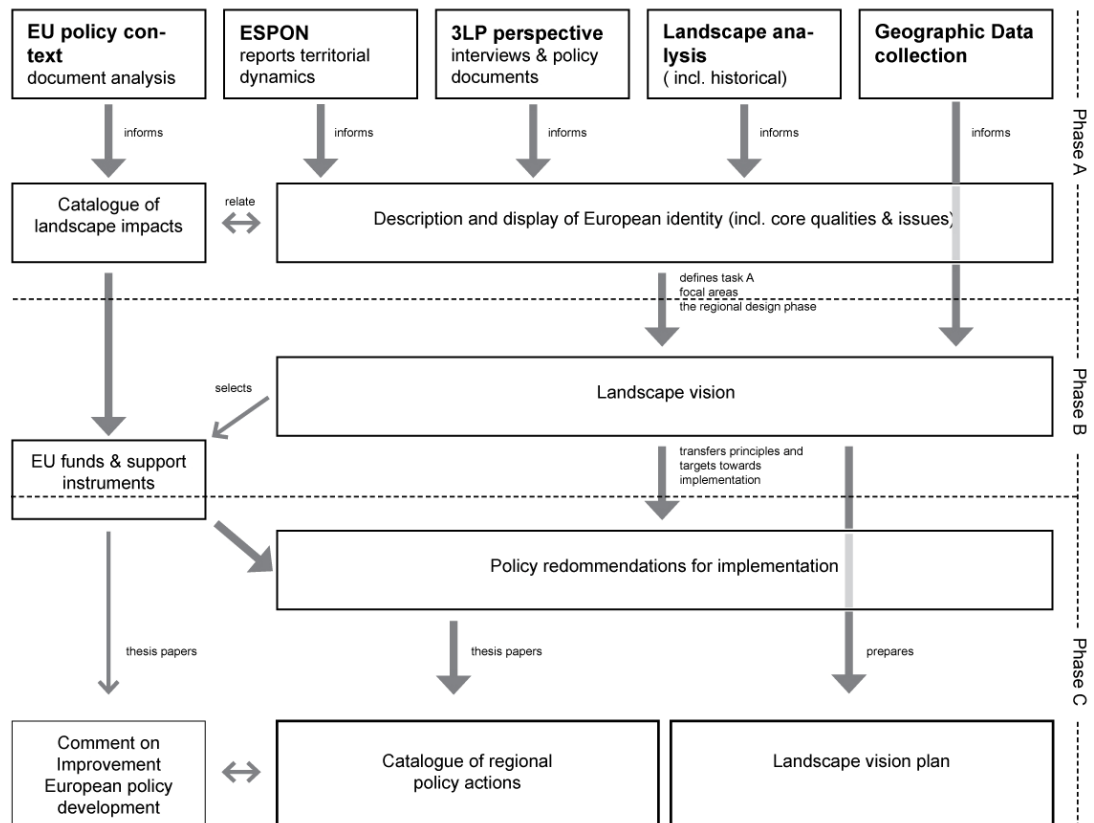 EU policy con-
text
document analysis
ESPON
reports territorial
dynamics
3LP perspective
interviews & policy
documents
Landscape ana-
lysis
( incl. historical)
Geographic Data
collection
informs
informs
informs
informs
informs
Phase A
Catalogue of
landscape impacts
relate
Description and display of European identity (incl. core qualities & issues)
defines task A
focal areas
the regional design phase
Phase B
Landscape vision
selects
EU funds & support
instruments
transfers principles and
targets towards
implementation
Policy redommendations for implementation
thesis papers
thesis papers
prepares
Phase C
Comment on
Improvement
European policy
development
Catalogue of regional
policy actions
Landscape vision plan